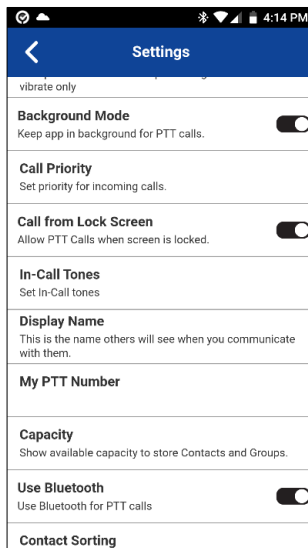 4:14 PM
Settings
vibrate only
Background Mode
Keep app in background for PTT calls.
Call Priority
Set priority for incoming calls.
Call from Lock Screen
Allow PTT Calls when screen is locked.
In-Call Tones
Set In-Call tones
Display Name
This is the name others will see when you communicate
with them.
My PTT Number
Capacity
Show available capacity to store Contacts and Groups.
Use Bluetooth
Use Bluetooth for PTT calls
Contact Sorting